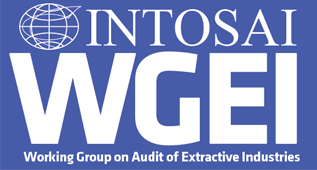 INTOSAI
WGEI
Working Group on Audit of Extractive Industries